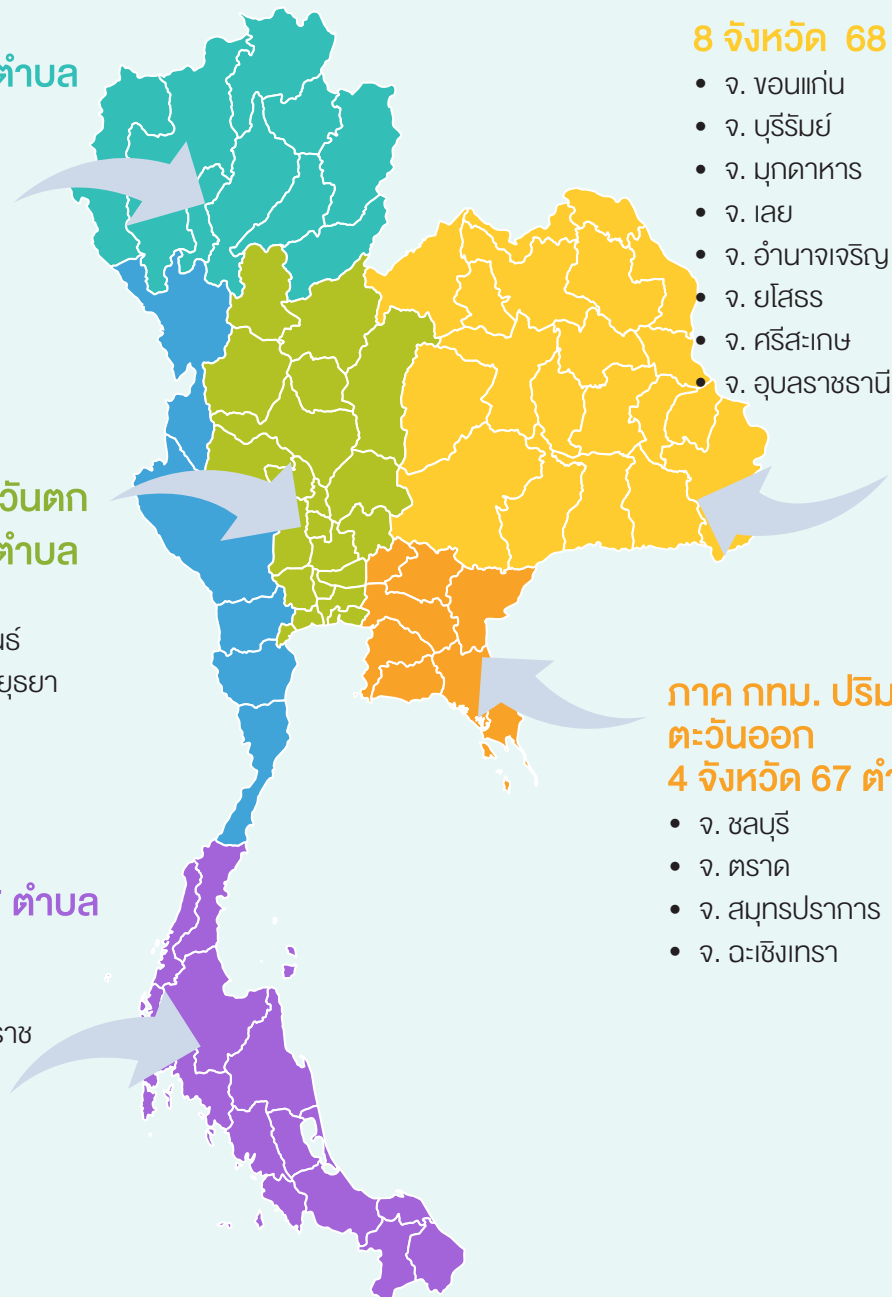 ตำบล
วันตก
ตำบล
นธ์
ยุธยา
ตำบล
ราช
8 จังหวัด 68
• จ. ขอนแก่น
• จ. บุรีรัมย์
• จ. มุกดาหาร
• จ. เลย
• จ. อำนาจเจริญ
• จ. ยโสธร
• จ. ศรีสะเกษ
• จ. อุบลราชธานี
ภาค กทม. ปริม
ตะวันออก
4 จังหวัด 67 ตำ
• จ. ชลบุรี
• จ. ตราด
• จ. สมุทรปราการ
• จ. ฉะเชิงเทรา